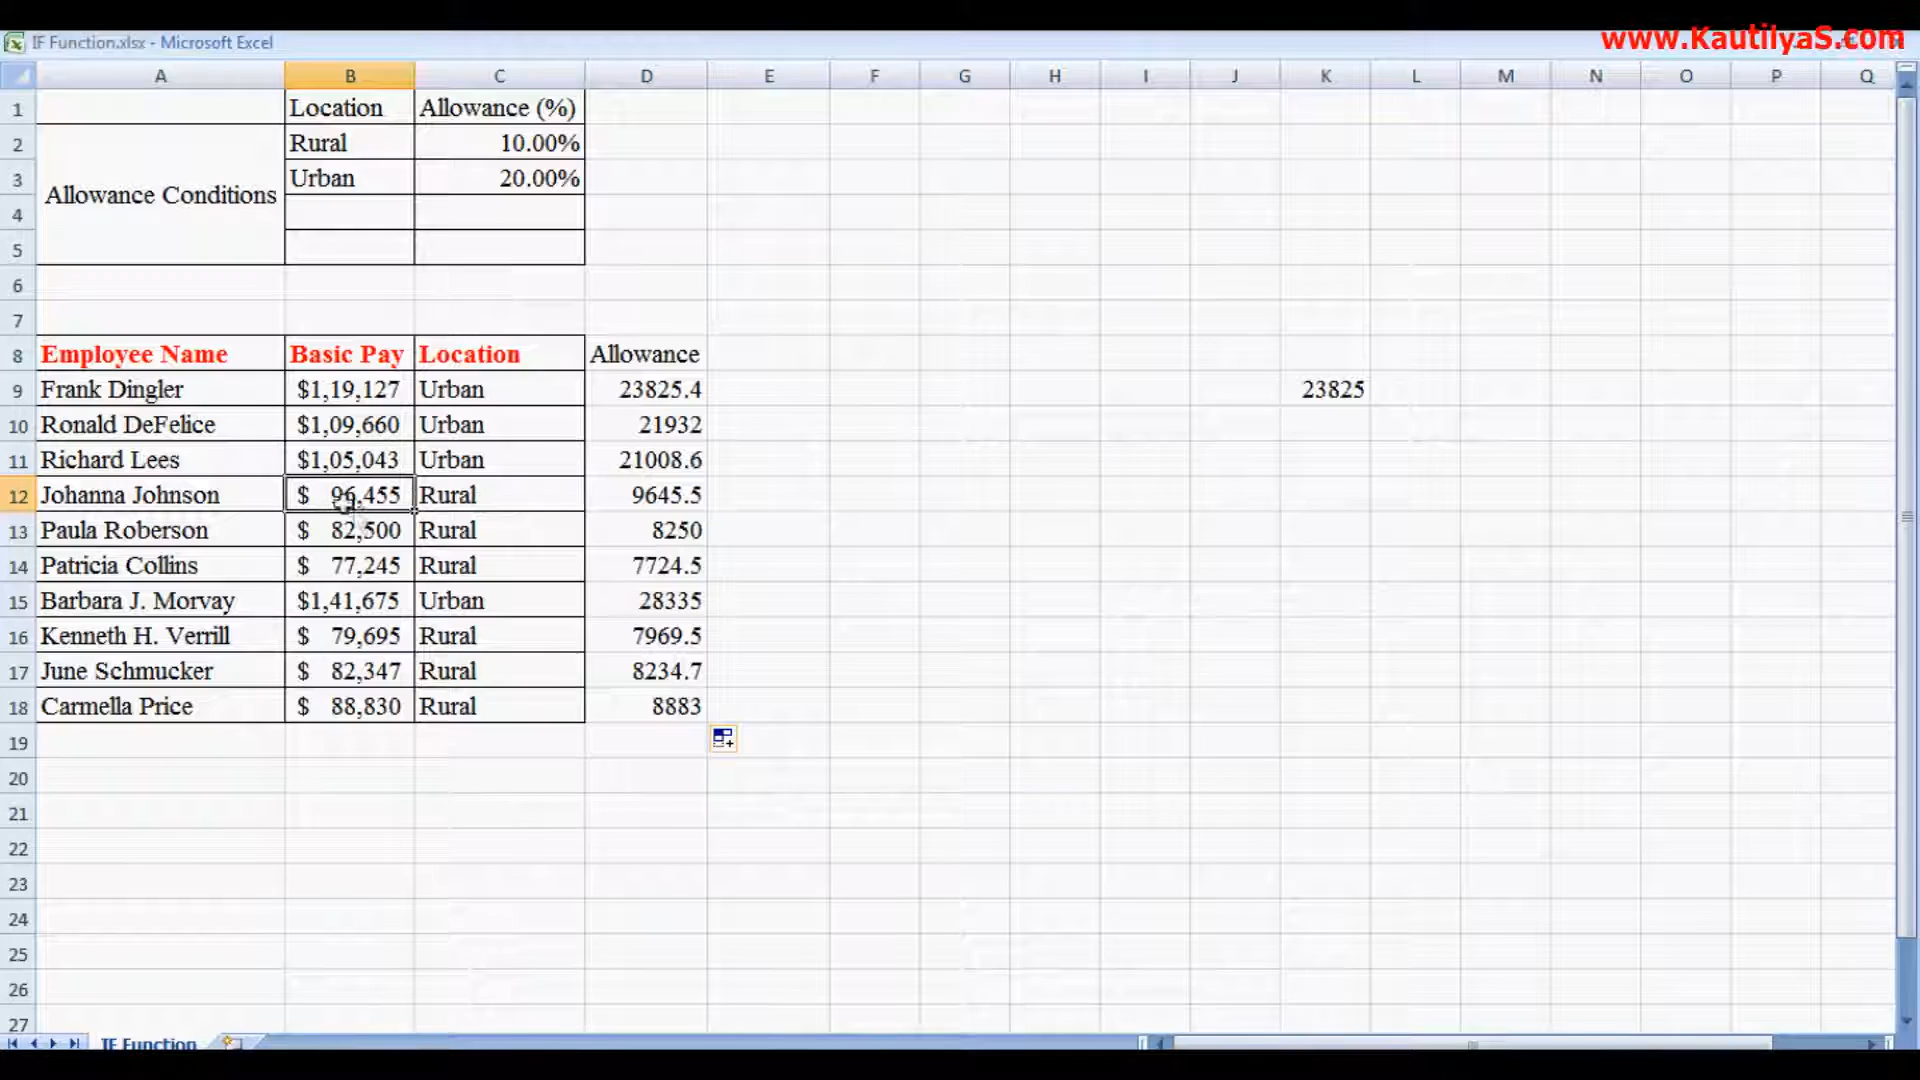 www.KautilyaS.com
IF Function.xlsx - Microsoft Excel
A B C D E F G H I J K L M N O P Q
1 Location Allowance (%)
2 Rural 10.00%
3 Urban 20.00%
Allowance Conditions
4
5
6
7
8 Employee Name Basic Pay Location Allowance
9 Frank Dingler $1,19,127 Urban 23825.4 23825
10 Ronald DeFelice $1,09,660 Urban 21932
11 Richard Lees $1,05,043 Urban 21008.6
12 Johanna Johnson $ 96,455 Rural 9645.5
13 Paula Roberson $ 82,500 Rural 8250
14 Patricia Collins $ 77,245 Rural 7724.5
15 Barbara J. Morvay $1,41,675 Urban 28335
16 Kenneth H. Verrill $ 79,695 Rural 7969.5
17 June Schmucker $ 82,347 Rural 8234.7
18 Carmella Price $ 88,830 Rural 8883
19
20
21
22
23
24
25
26
27
IF Function